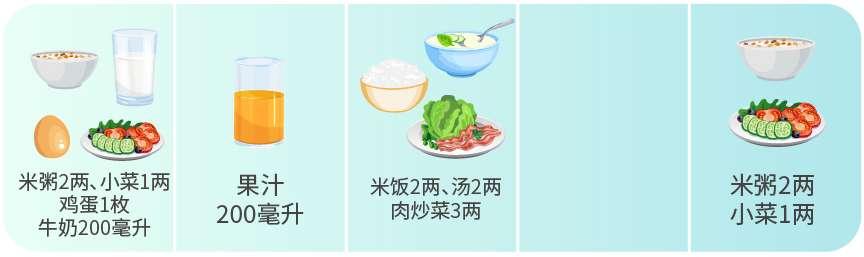 米粥2两、小菜1两
鸡蛋1枚
牛奶200毫升
果汁
200毫升
米饭2两、汤2两
肉炒菜3两
米粥2两
小菜1两